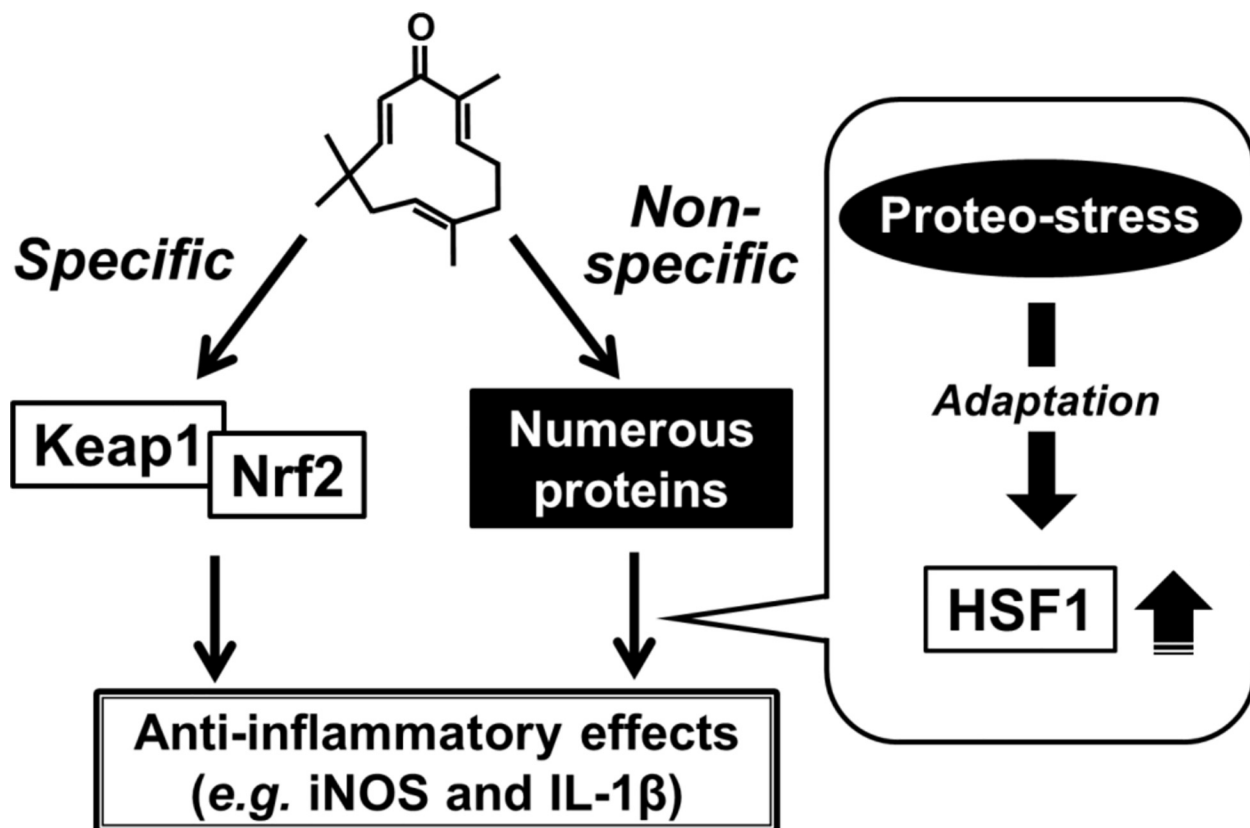 O
Specific
Non-
specific
Keap1
Nrf2
Numerous
proteins
Anti-inflammatory effects
(e.g. iNOS and IL-1β)
Proteo-stress
Adaptation
HSF1